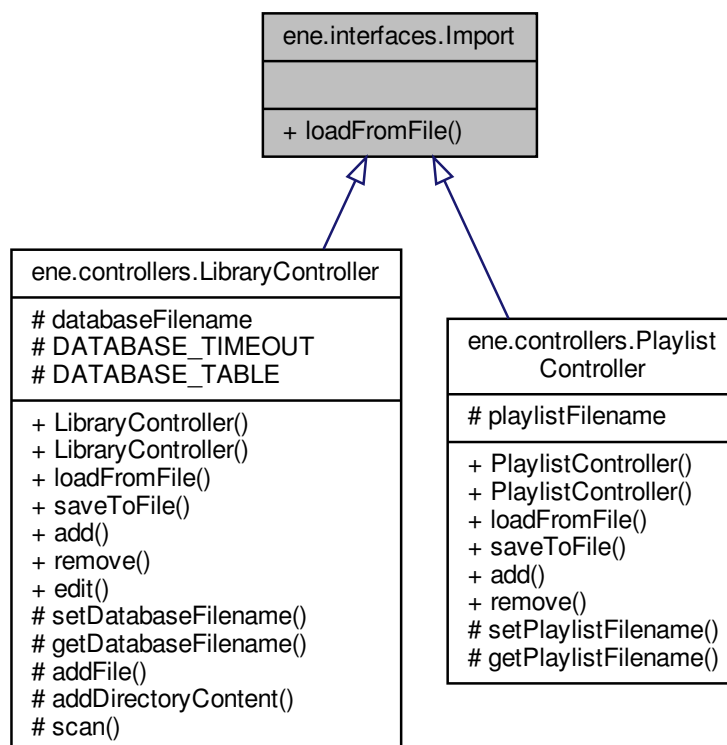 ene.interfaces.Import
+ loadFromFile()
ene.controllers.LibraryController
# databaseFilename
# DATABASE_TIMEOUT
# DATABASE_TABLE
+ LibraryController()
+ LibraryController()
+ loadFromFile()
+ saveToFile()
+ add()
+ remove()
+ edit()
# setDatabaseFilename()
# getDatabaseFilename()
# addFile()
# addDirectoryContent()
# scan()
ene.controllers.Playlist
Controller
# playlistFilename
+ PlaylistController()
+ PlaylistController()
+ loadFromFile()
+ saveToFile()
+ add()
+ remove()
# setPlaylistFilename()
# getPlaylistFilename()